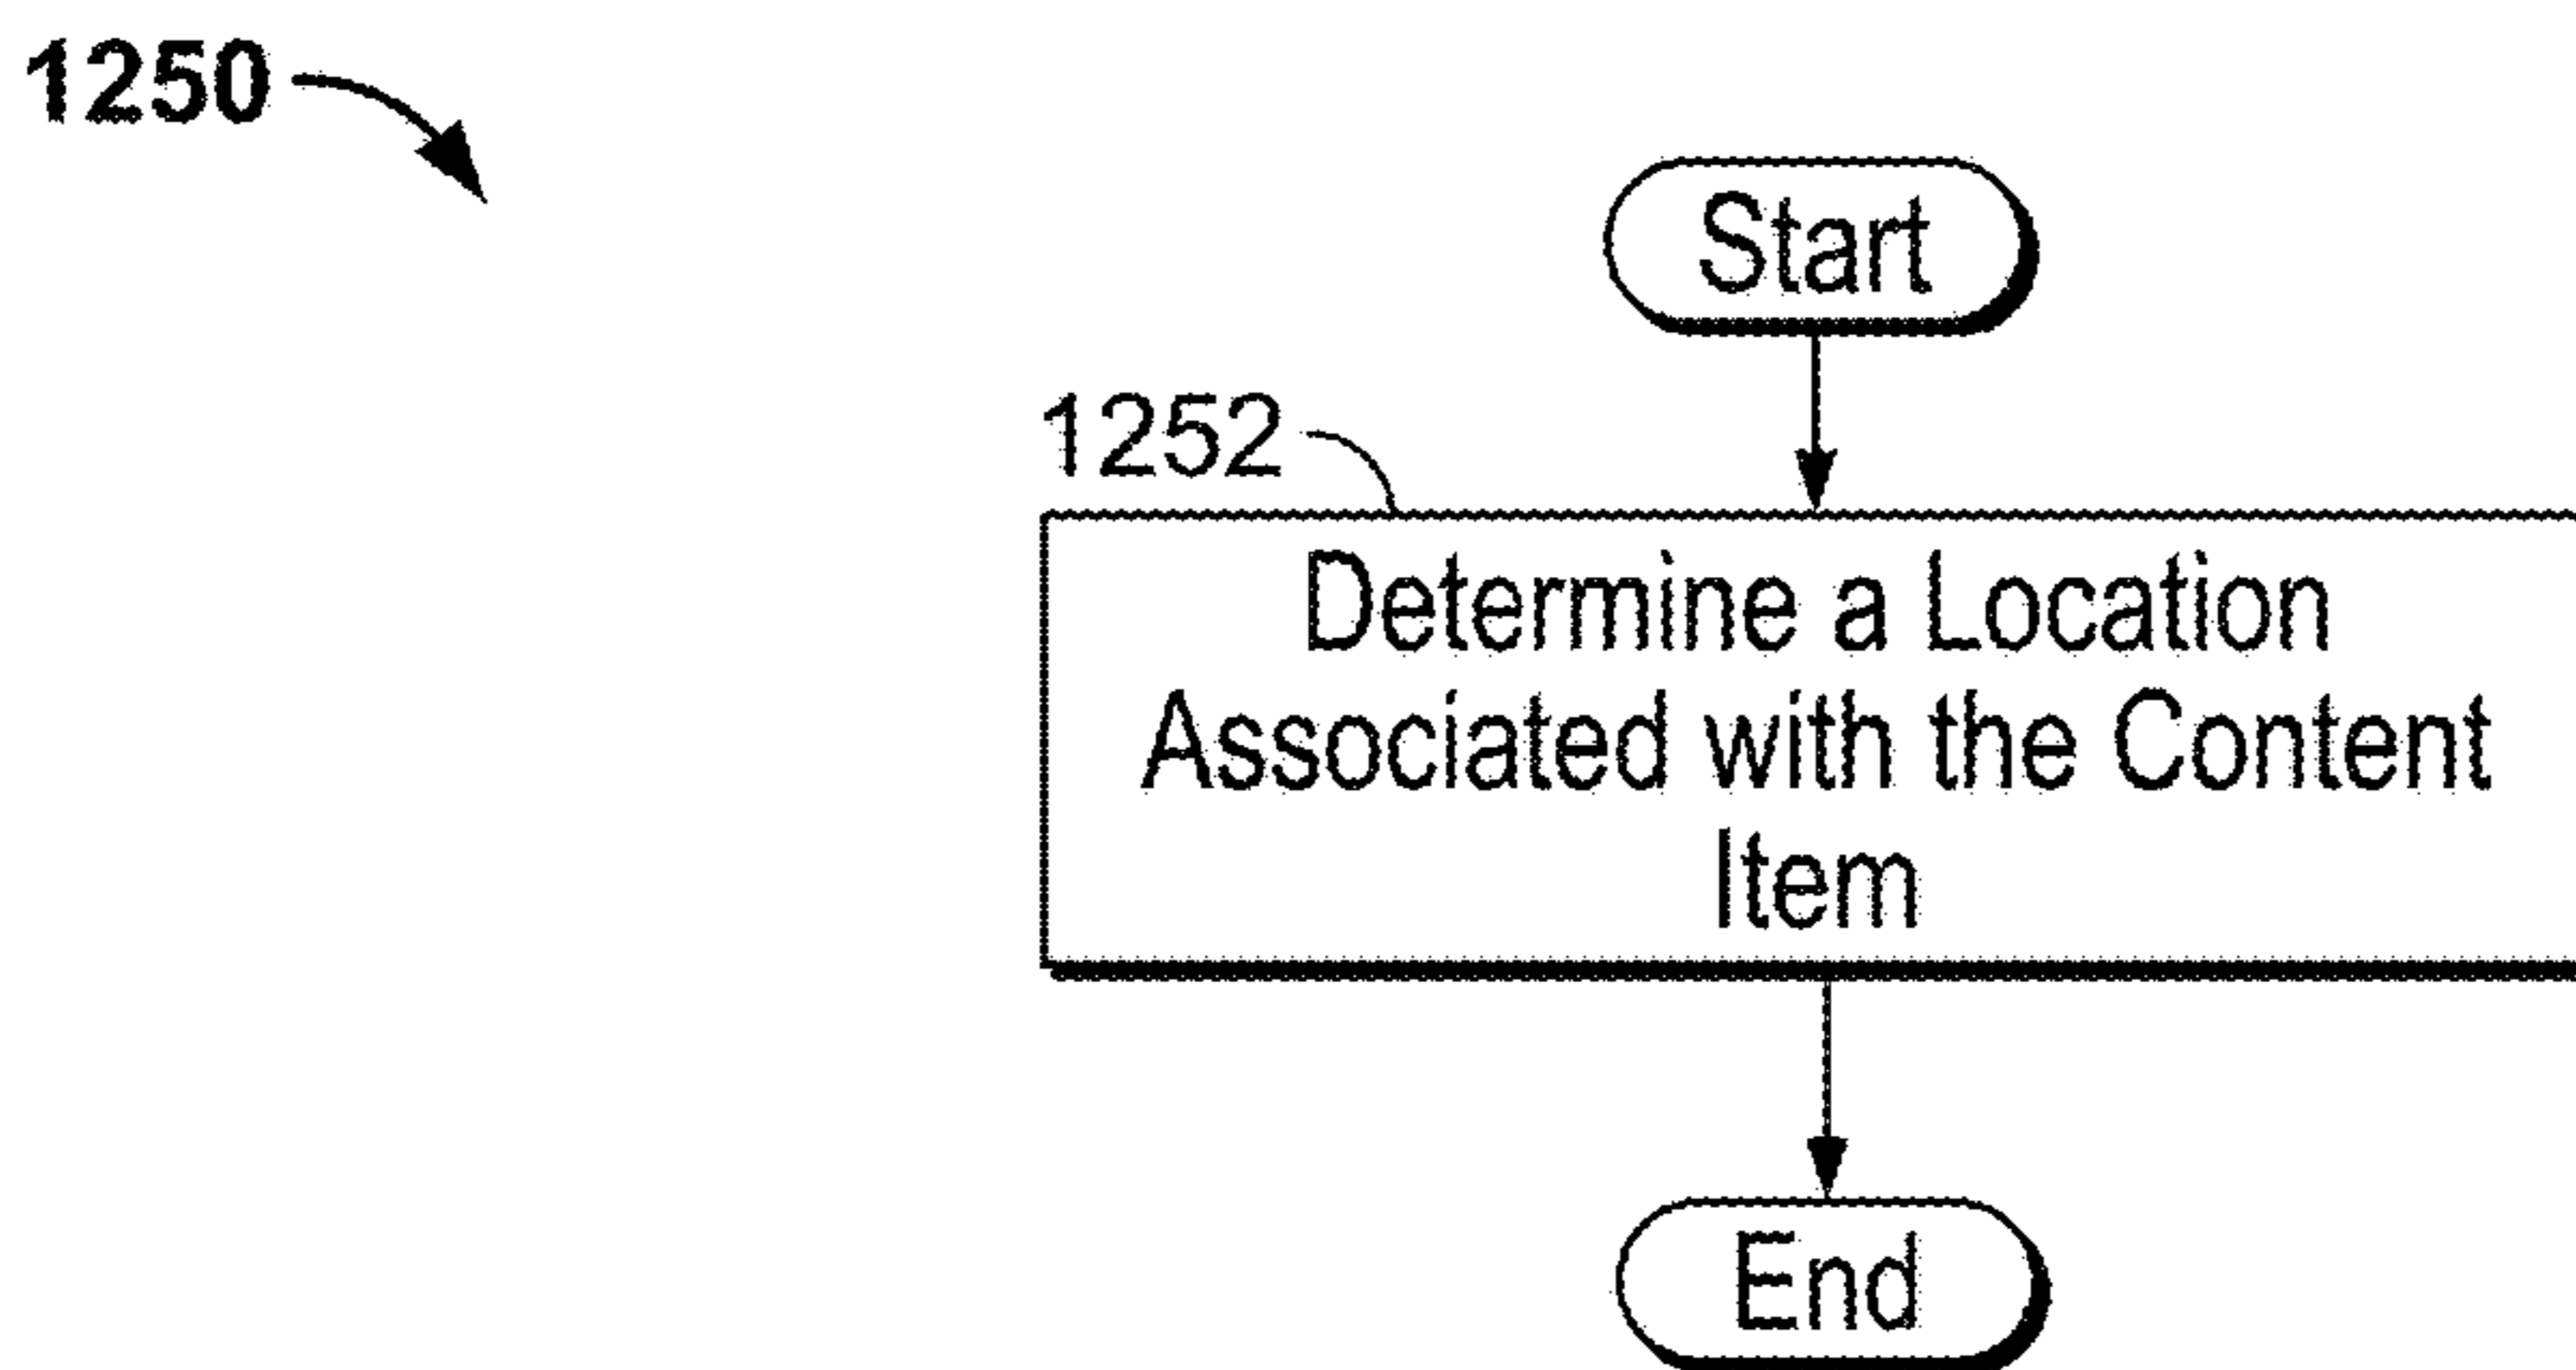 1250
Start
1252
Determine a Location
Associated with the Content
Item
End